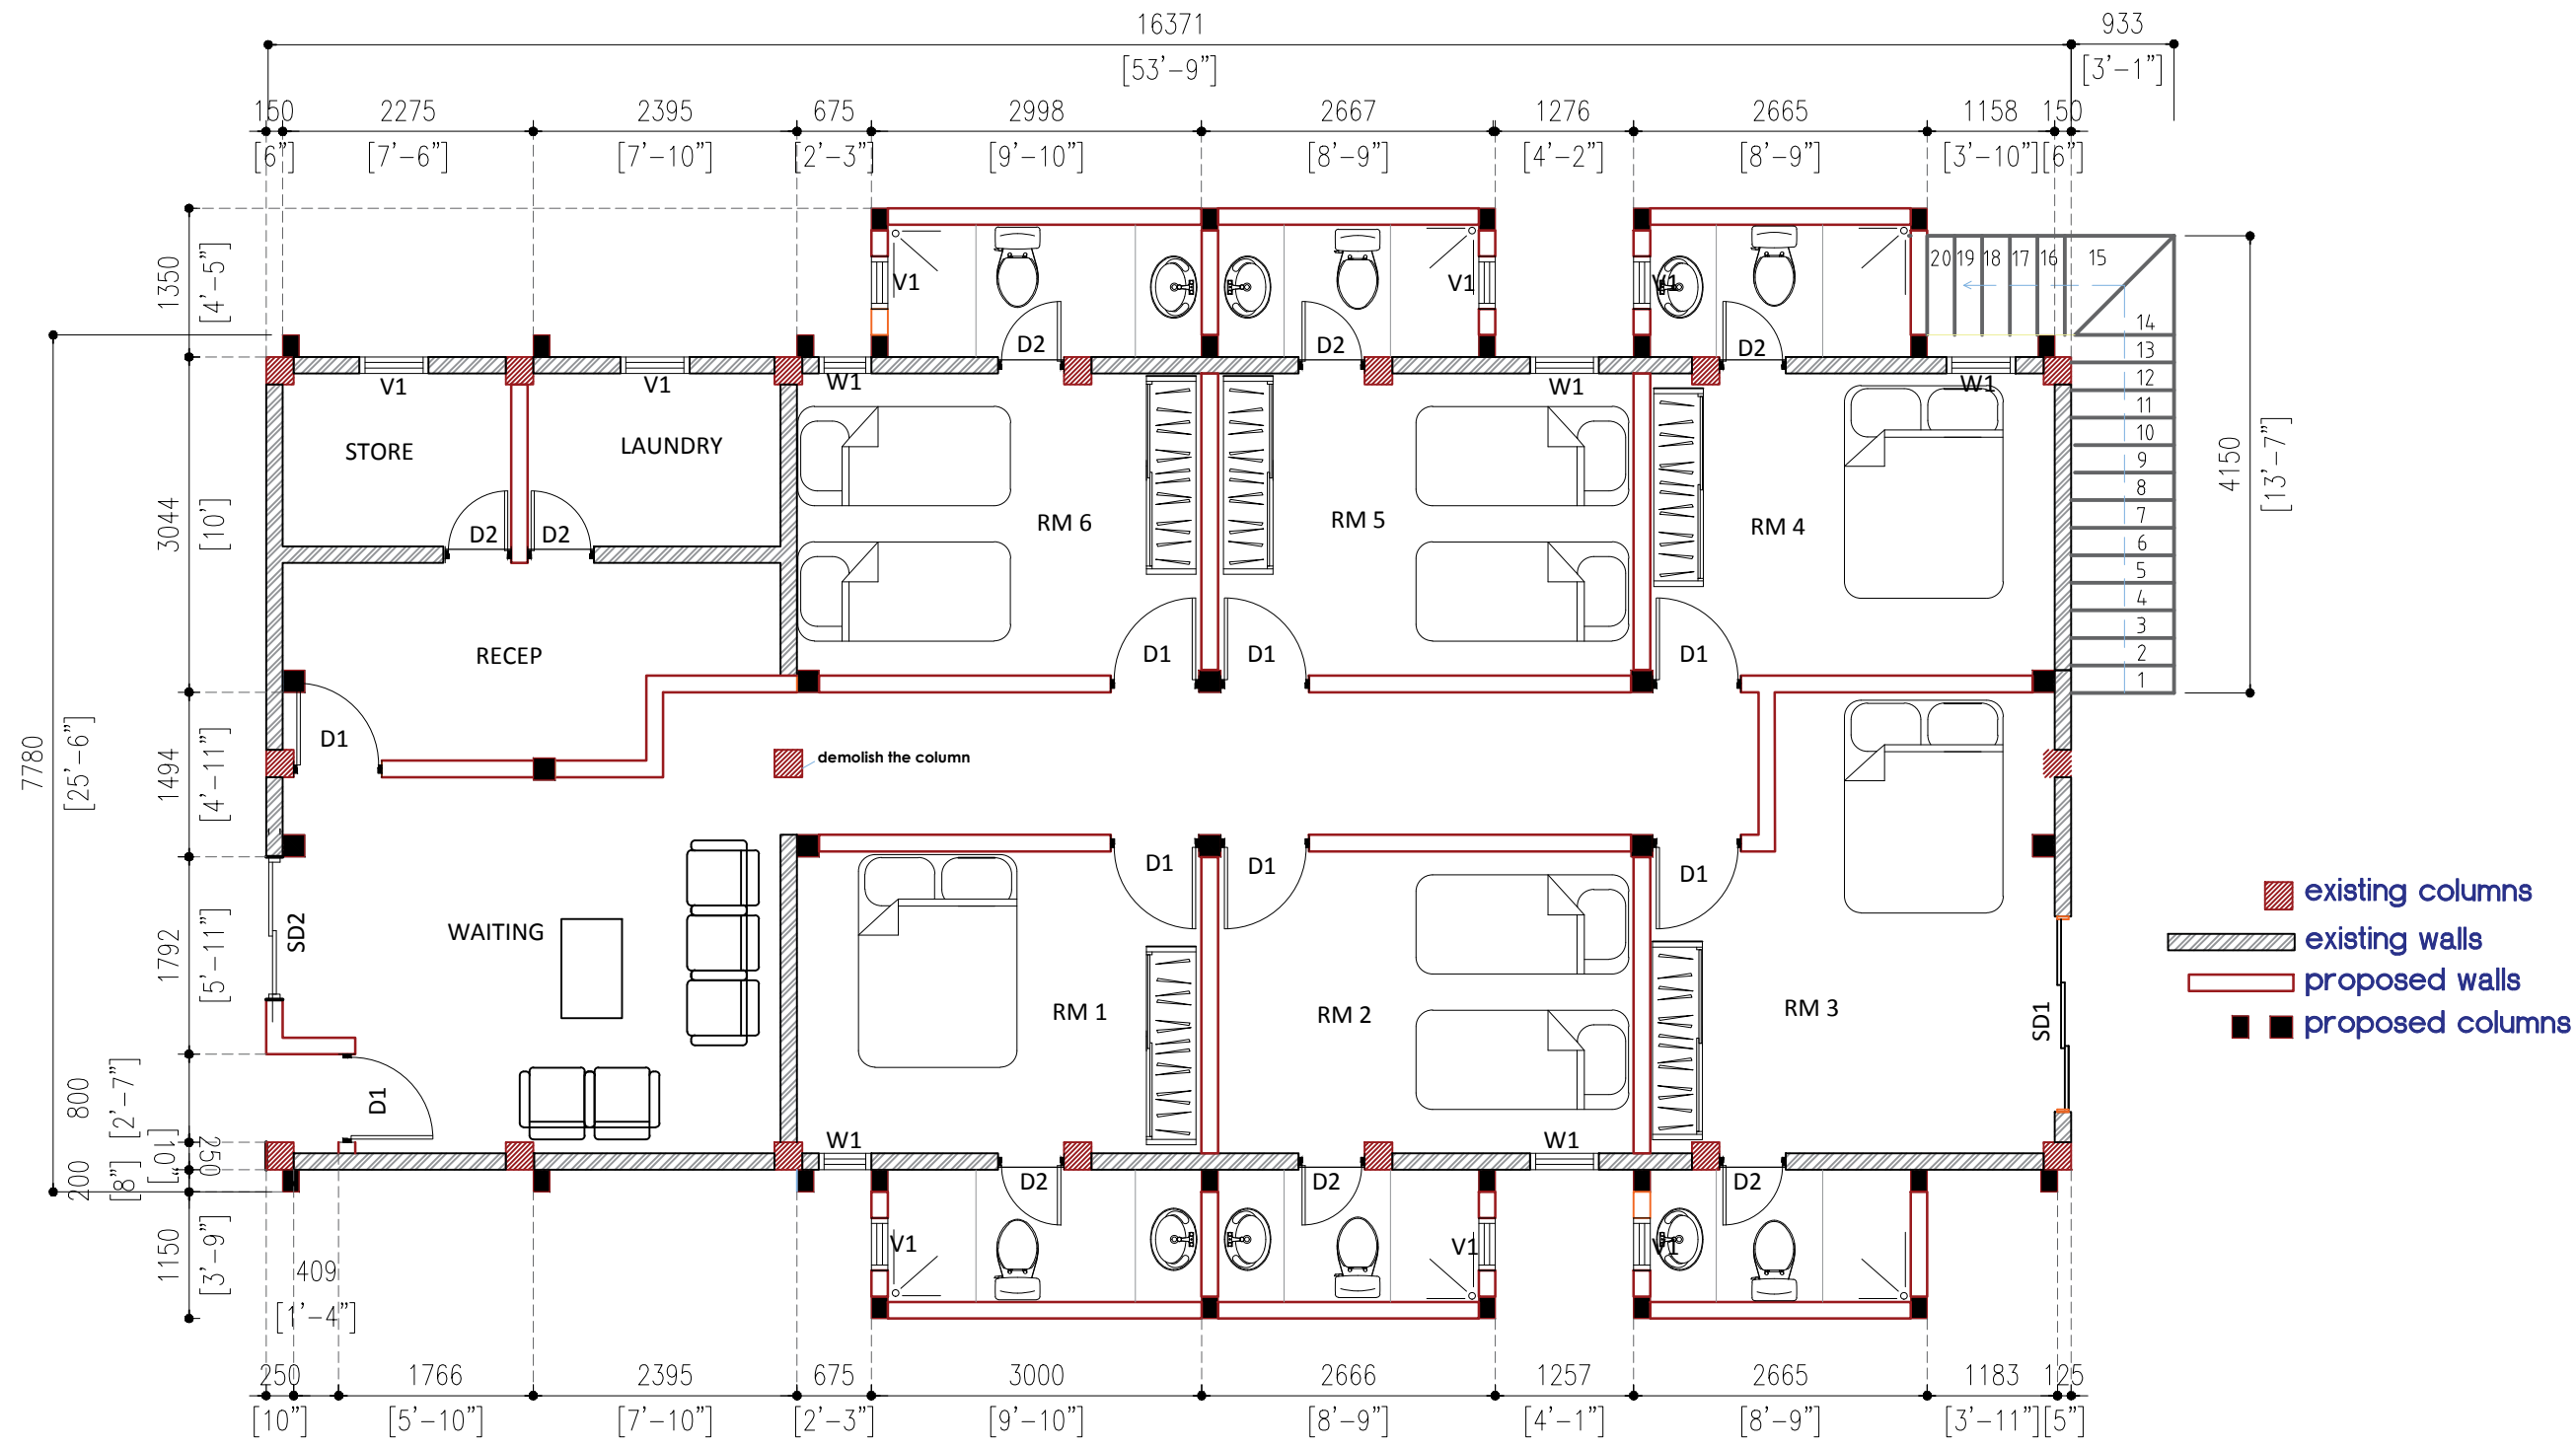 16371 933
[53'-9"] [3'-1"]
150 2275 2395 675 2998 2667 1276 2665 1158 150
[6"] [7'-6"] [7'-10"] [2'-3"] [9'-10"] [8'-9"] [4'-2"] [8'-9"] [3'-10"] [6"]
1350
[4'-5"]
V1 V1 V1
20 19 18 17 16 15
14
13
12
11
10
9
8
7
6
5
4
3
2
1
4150
[13'-7"]
D2 D2 D2
V1 V1 W1 W1 W1
STORE LAUNDRY
3044
[10']
RM 6 RM 5 RM 4
D2 D2
RECEP D1 D1 D1
D1
1494
[4'-11"]
7780
[25'-6"]
demolish the column
D1 D1 D1
1792
[5'-11"]
SD2
WAITING
RM 1 RM 2 RM 3
SD1
existing columns
existing walls
proposed walls
proposed columns
800
[2'-7"]
D1
250
[10"]
200
[8"]
W1 W1
D2 D2 D2
1150
[3'-9"]
V1 V1 V1
409
[1'-4"]
250 1766 2395 675 3000 2666 1257 2665 1183 125
[10"] [5'-10"] [7'-10"] [2'-3"] [9'-10"] [8'-9"] [4'-1"] [8'-9"] [3'-11"] [5"]